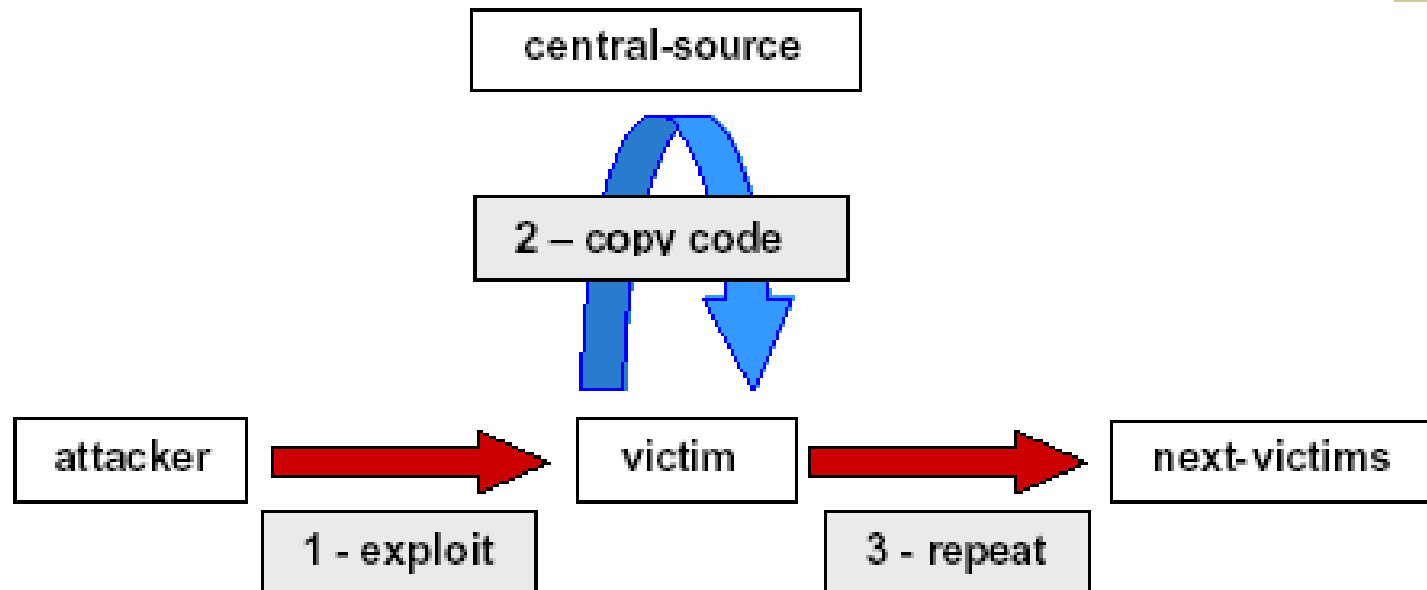 central-source
2 – copy code
attacker
victim
next-victims
1 - exploit
3 - repeat